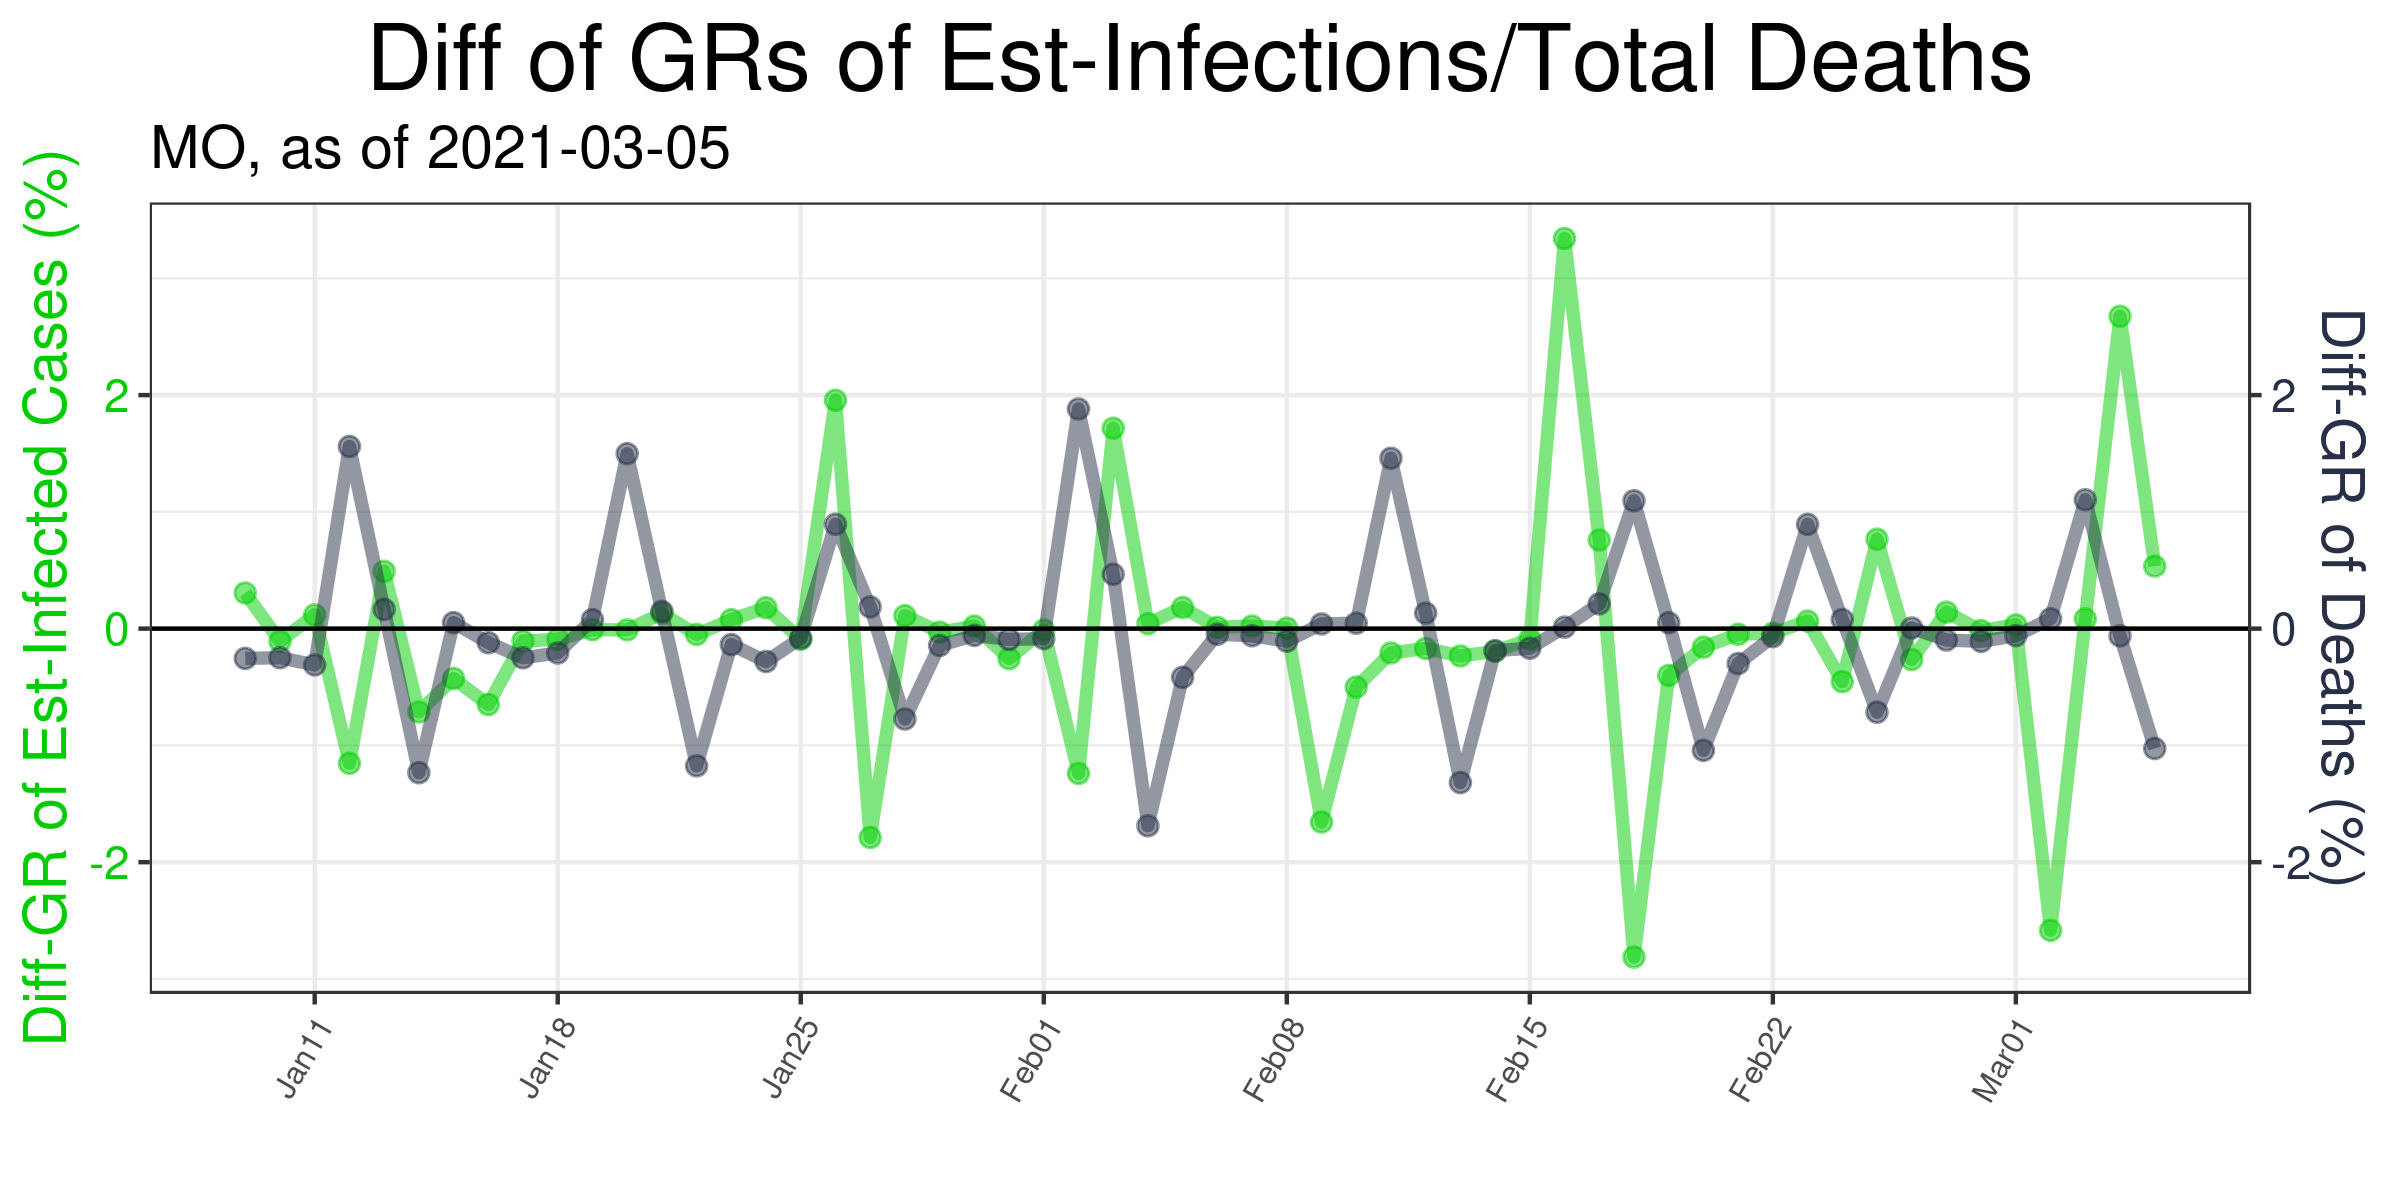 Diff of GRs of Est-Infections/Total Deaths
MO, as of 2021-03-05
Diff-GR of Est-Infected Cases (%)
2
0
-2
2
0
-2
Diff-GR of Deaths (%)
Jan11
Jan18
Jan25
Feb01
Feb08
Feb15
Feb22
Mar01